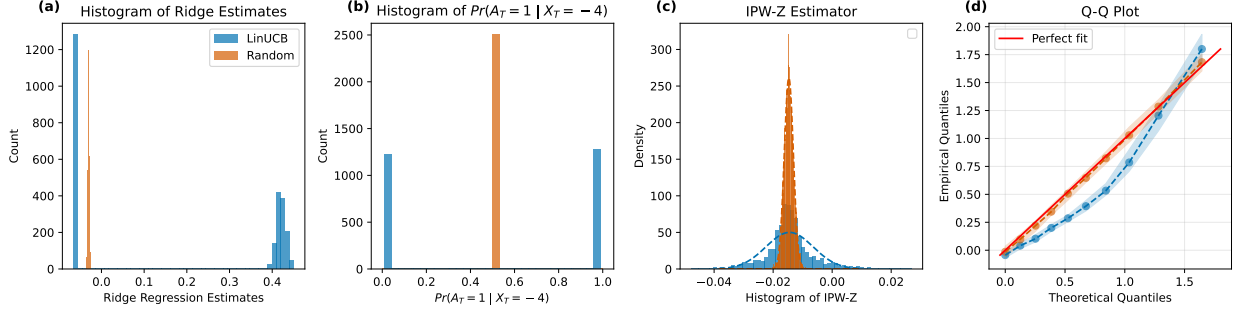 (a)
Histogram of Ridge Estimates
LinUCB
Random
Count
1200
1000
800
600
400
200
0
0.0
0.1
0.2
0.3
0.4
Ridge Regression Estimates
(b)
Histogram of Pr(A_T = 1 | X_T = −4)
Count
2500
2000
1500
1000
500
0
0.0
0.2
0.4
0.6
0.8
1.0
Pr(A_T = 1 | X_T = −4)
(c)
IPW-Z Estimator
Density
300
250
200
150
100
50
0
−0.04
−0.02
0.00
0.02
Histogram of IPW-Z
(d)
Q-Q Plot
Perfect fit
Empirical Quantiles
2.00
1.75
1.50
1.25
1.00
0.75
0.50
0.25
0.00
0.0
0.5
1.0
1.5
Theoretical Quantiles